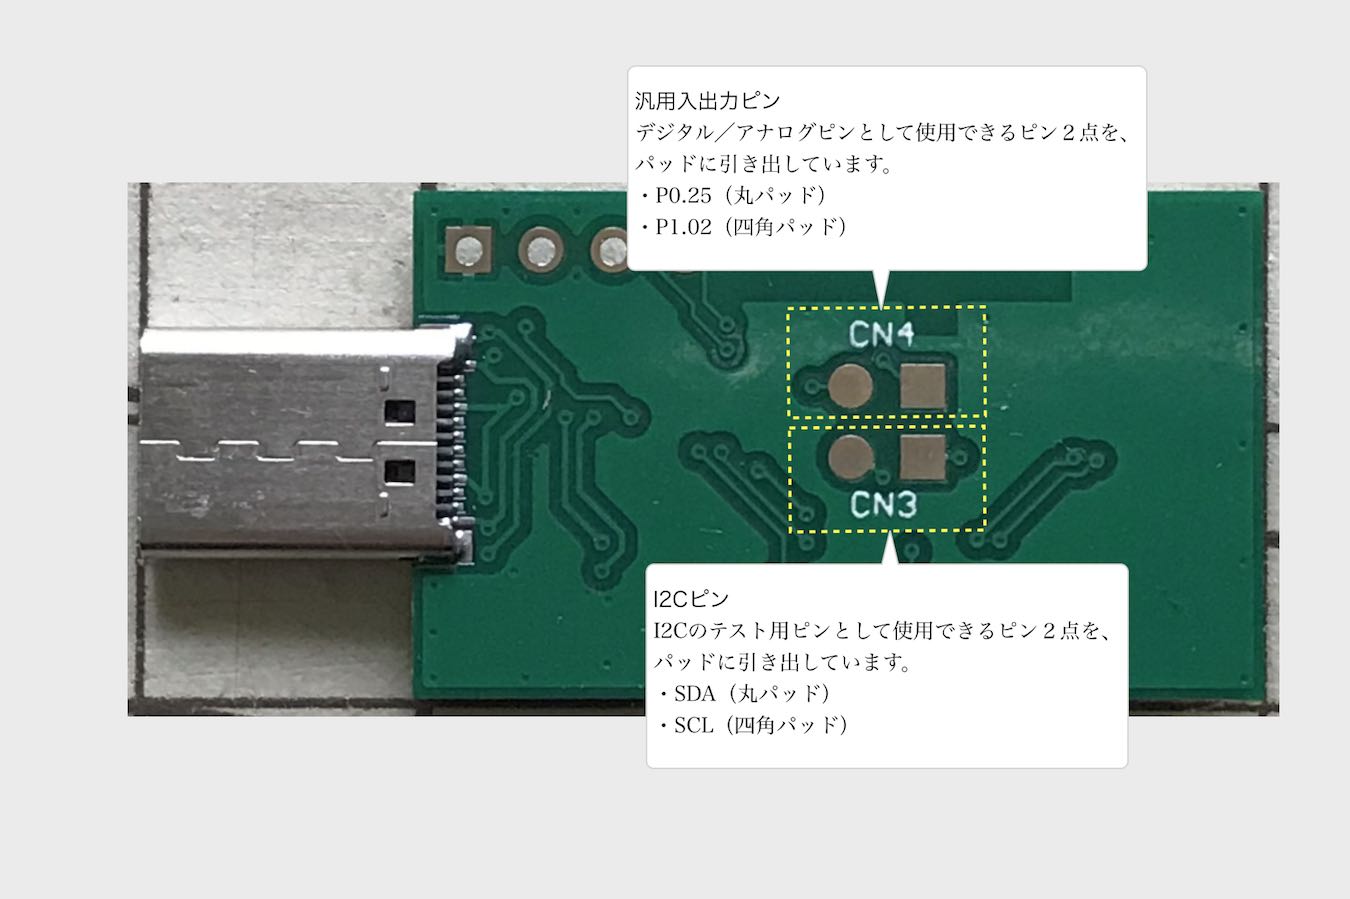 汎用入出力ピン
デジタル／アナログピンとして使用できるピン２点を、
パッドに引き出しています。
・P0.25（丸パッド）
・P1.02（四角パッド）
CN4
CN3
I2Cピン
I2Cのテスト用ピンとして使用できるピン２点を、
パッドに引き出しています。
・SDA（丸パッド）
・SCL（四角パッド）